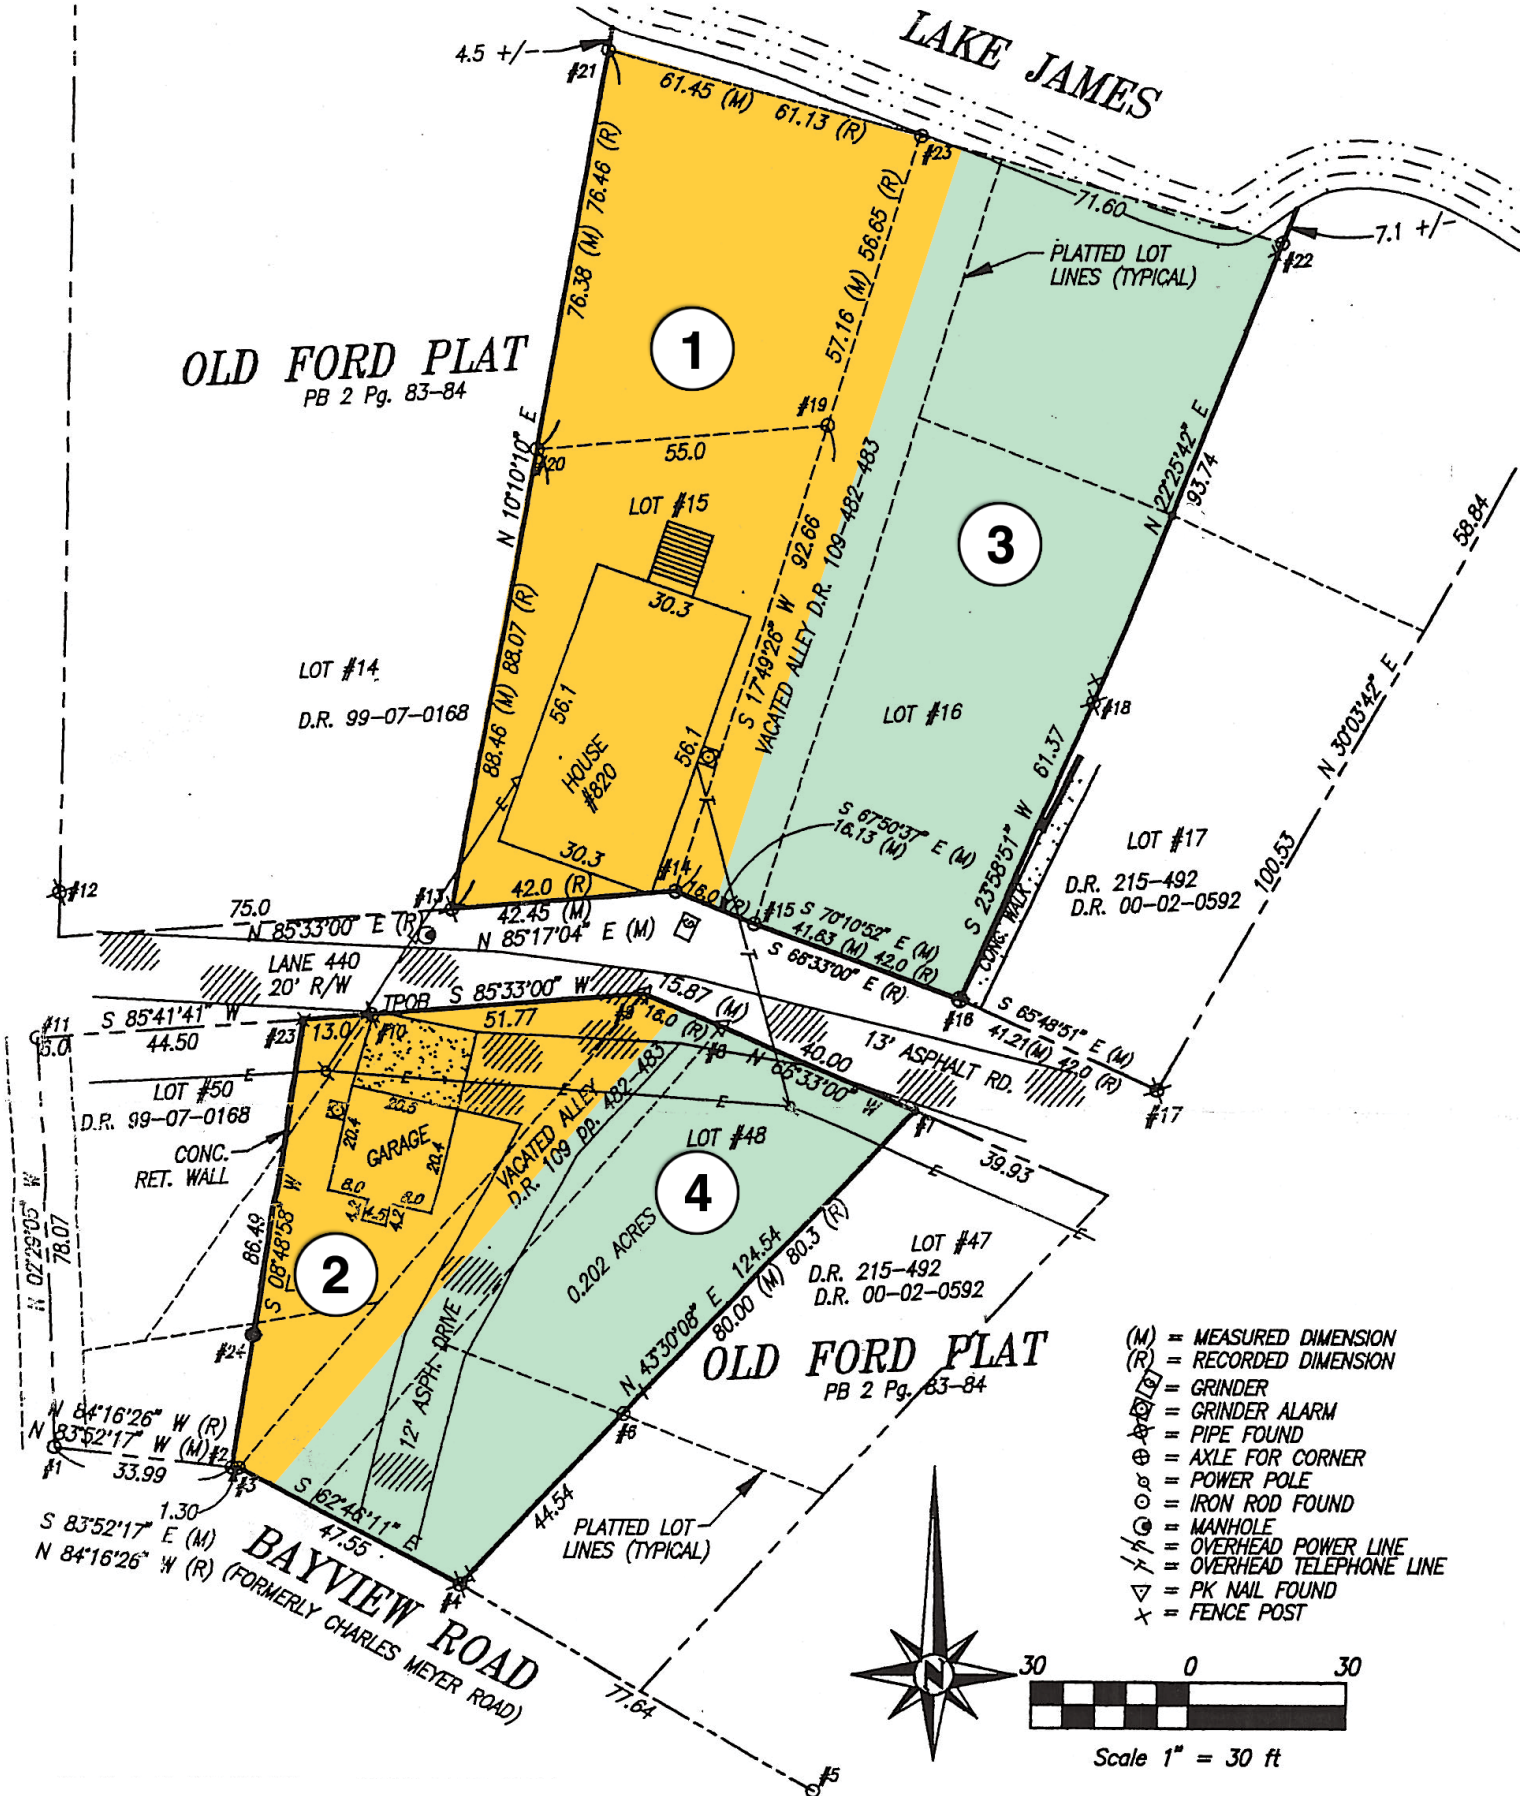 LAKE JAMES
4.5 +/-
#21
61.45 (M) 61.13 (R)
#23
71.60
7.1 +/-
#22
PLATTED LOT
LINES (TYPICAL)
76.38 (M) 76.46 (R)
57.16 (M) 56.65 (R)
1
OLD FORD PLAT
PB 2 Pg. 83-84
N 10°10'10" E
#19
#20
55.0
LOT #15
3
N 22°25'42" E
93.74
58.84
S 17°49'26" W 92.66
VACATED ALLEY D.R. 109-482-483
30.3
LOT #14
D.R. 99-07-0168
88.46 (M) 88.07 (R)
56.1
56.1
HOUSE
#820
30.3
LOT #16
#18
N 30°03'42" E
100.53
S 23°58'51" W 61.37
CONC. WALK
S 67°50'37" E (M)
16.13 (M)
LOT #17
D.R. 215-492
D.R. 00-02-0592
#12
#13
#14
42.0 (R)
42.45 (M)
16.0 (R)
#15
S 70°10'52" E (M)
41.63 (M) 42.0 (R)
S 66°33'00" E (R)
75.0
N 85°33'00" E (R)
N 85°17'04" E (M)
G
LANE 440
20' R/W
TPOB
S 85°33'00" W
51.77
15.87 (M)
16.0 (R)
#16
S 65°48'51" E (M)
41.21(M) 42.0 (R)
#17
#11
S 85°41'41" W
5.0
44.50
#23
13.0
#10
#9
#8
40.00
N 66°33'00" W
13' ASPHALT RD.
#7
39.93
LOT #50
D.R. 99-07-0168
E
E
E
E
E
E
T
T
CONC.
RET. WALL
20.5
20.4
GARAGE
20.4
8.0
4.2
4.5
4.2
8.0
VACATED ALLEY
D.R. 109 pp. 482-483
LOT #48
4
0.202 ACRES
N 02°29'05" W
78.07
86.49
S 08°48'58" W
2
#24
12' ASPH. DRIVE
N 43°30'08" E 124.54
80.00 (M) 80.3 (R)
LOT #47
D.R. 215-492
D.R. 00-02-0592
OLD FORD PLAT
PB 2 Pg. 83-84
N 84°16'26" W (R)
N 83°52'17" W (M)
#1
33.99
#2
#3
1.30
S 83°52'17" E (M)
N 84°16'26" W (R)
S 62°46'11" E
47.55
#6
44.54
PLATTED LOT
LINES (TYPICAL)
#4
BAYVIEW ROAD
(FORMERLY CHARLES MEYER ROAD)
77.64
#5
(M) = MEASURED DIMENSION
(R) = RECORDED DIMENSION
G = GRINDER
= GRINDER ALARM
= PIPE FOUND
= AXLE FOR CORNER
= POWER POLE
= IRON ROD FOUND
= MANHOLE
= OVERHEAD POWER LINE
= OVERHEAD TELEPHONE LINE
= PK NAIL FOUND
= FENCE POST
N
30 0 30
Scale 1" = 30 ft